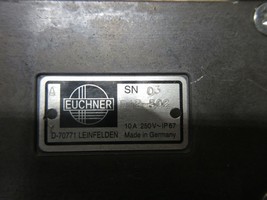 SN 03
EUCHNER
10A 250V~IP67
D-70771 LEINFELDEN Made in Germany